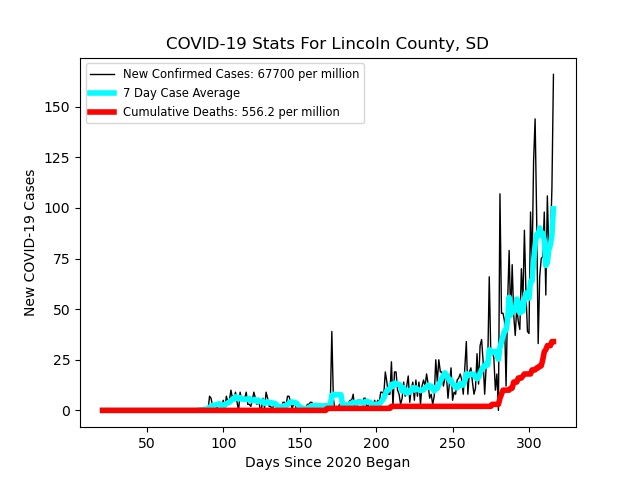 COVID-19 Stats For Lincoln County, SD
New Confirmed Cases: 67700 per million
7 Day Case Average
Cumulative Deaths: 556.2 per million
New COVID-19 Cases
150
125
100
75
50
25
0
50 100 150 200 250 300
Days Since 2020 Began